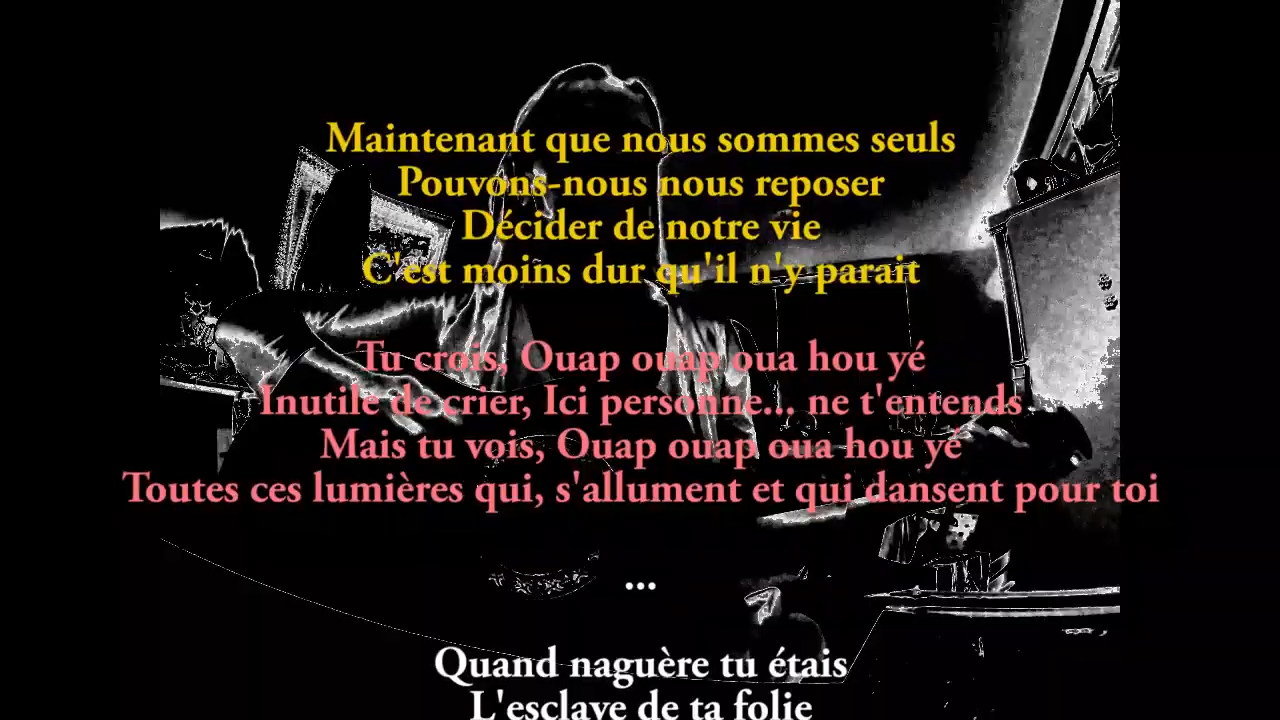 Maintenant que nous sommes seuls
Pouvons-nous nous reposer
Décider de notre vie
C'est moins dur qu'il n'y parait
Tu crois, Ouap ouap oua hou yé
Inutile de crier, Ici personne... ne t'entends
Mais tu vois, Ouap ouap oua hou yé
Toutes ces lumières qui, s'allument et qui dansent pour toi
...
Quand naguère tu étais
L'esclave de ta folie